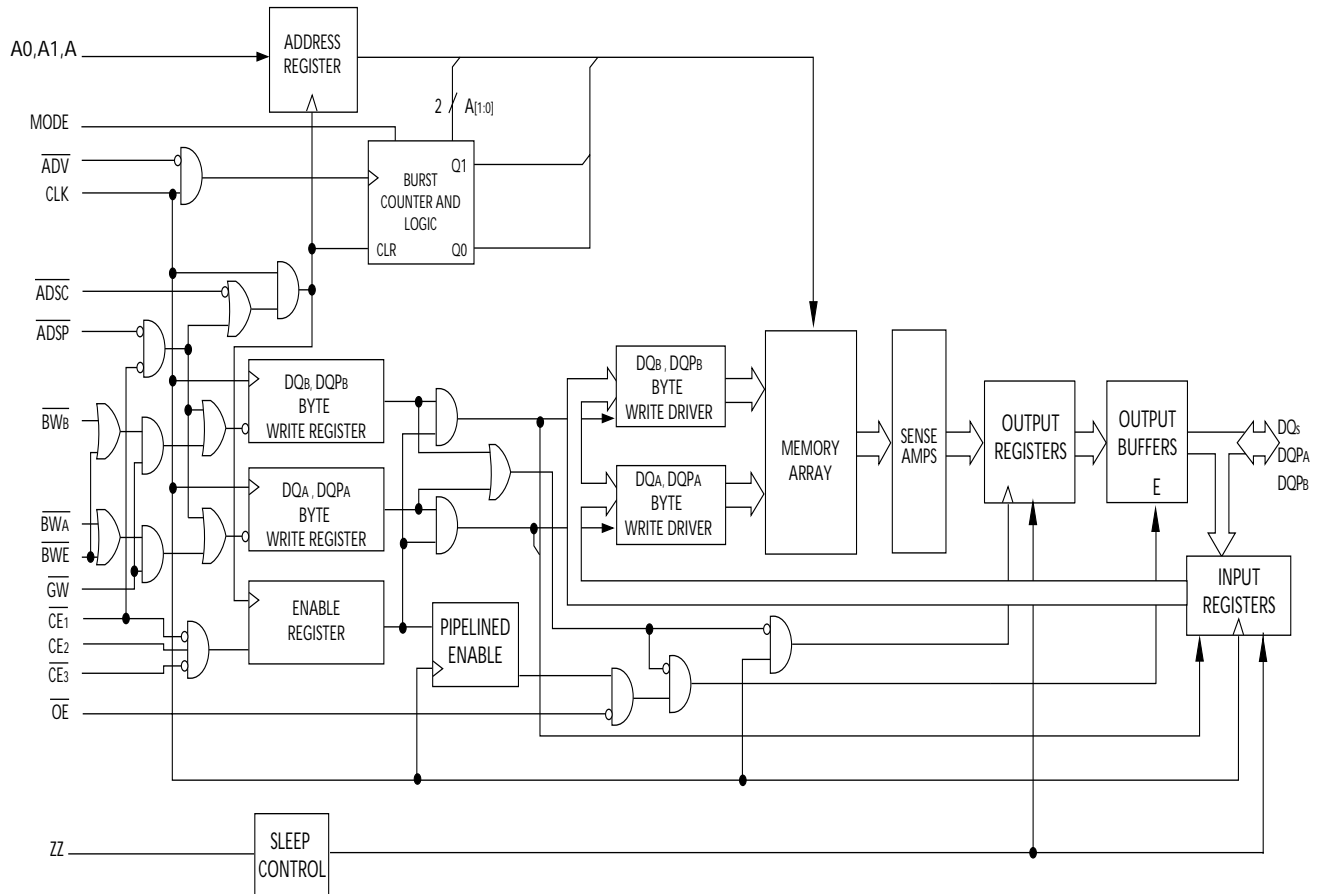 A0,A1,A
ADDRESS
REGISTER
2
A[1:0]
MODE
ADV
CLK
Q1
BURST
COUNTER AND
LOGIC
CLR
Q0
ADSC
ADSP
DQB, DQPB
BYTE
WRITE REGISTER
DQB, DQPB
BYTE
WRITE DRIVER
MEMORY
ARRAY
SENSE
AMPS
OUTPUT
REGISTERS
OUTPUT
BUFFERS
E
DQs
DQPA
DQPB
BWB
DQA, DQPA
BYTE
WRITE REGISTER
DQA, DQPA
BYTE
WRITE DRIVER
BWA
BWE
GW
INPUT
REGISTERS
CE1
CE2
CE3
ENABLE
REGISTER
PIPELINED
ENABLE
OE
ZZ
SLEEP
CONTROL